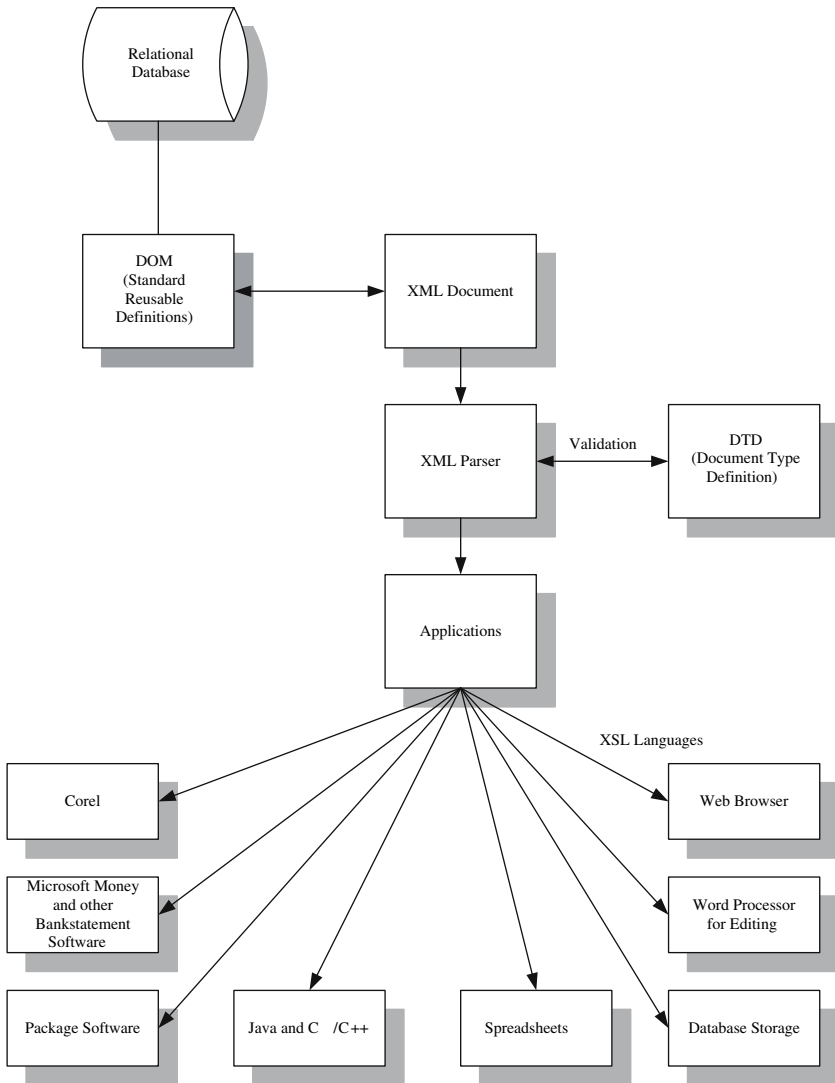 Relational
Database
DOM
(Standard
Reusable
Definitions)
XML Document
XML Parser
Validation
DTD
(Document Type
Definition)
Applications
XSL Languages
Corel
Web Browser
Microsoft Money
and other
Bankstatement
Software
Word Processor
for Editing
Package Software
Java and C /C++
Spreadsheets
Database Storage